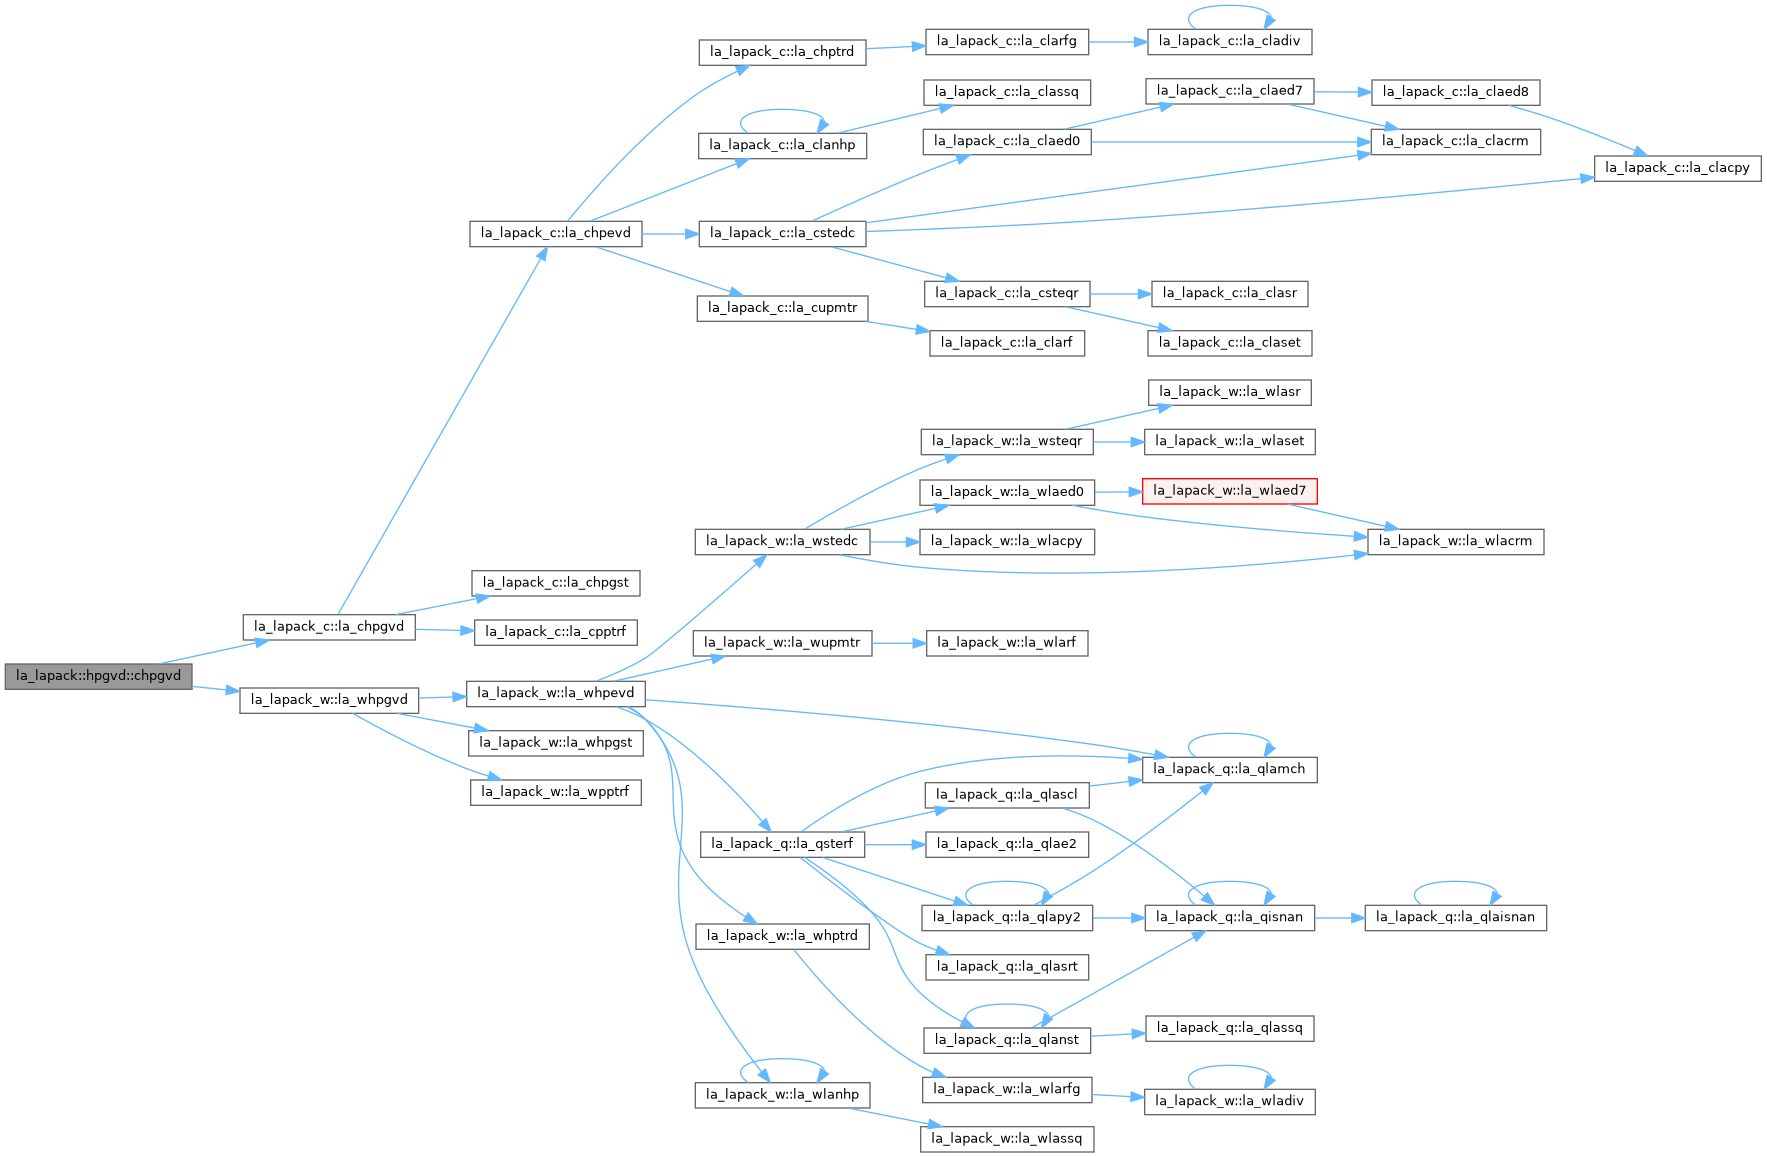 la_lapack::hpgvd::chpgvd
la_lapack_c::la_chpgvd
la_lapack_w::la_whpgvd
la_lapack_c::la_chpevd
la_lapack_c::la_chpgst
la_lapack_c::la_cpptrf
la_lapack_w::la_whpevd
la_lapack_w::la_whpgst
la_lapack_w::la_wpptrf
la_lapack_c::la_chptrd
la_lapack_c::la_clanhp
la_lapack_c::la_cstedc
la_lapack_c::la_cupmtr
la_lapack_w::la_wstedc
la_lapack_w::la_wupmtr
la_lapack_q::la_qsterf
la_lapack_w::la_whptrd
la_lapack_w::la_wlanhp
la_lapack_c::la_clarfg
la_lapack_c::la_classq
la_lapack_c::la_claed0
la_lapack_c::la_csteqr
la_lapack_c::la_clarf
la_lapack_w::la_wsteqr
la_lapack_w::la_wlaed0
la_lapack_w::la_wlacpy
la_lapack_w::la_wlarf
la_lapack_q::la_qlascl
la_lapack_q::la_qlae2
la_lapack_q::la_qlapy2
la_lapack_q::la_qlasrt
la_lapack_q::la_qlanst
la_lapack_w::la_wlarfg
la_lapack_w::la_wlassq
la_lapack_c::la_cladiv
la_lapack_c::la_claed7
la_lapack_c::la_clasr
la_lapack_c::la_claset
la_lapack_w::la_wlasr
la_lapack_w::la_wlaset
la_lapack_w::la_wlaed7
la_lapack_q::la_qlamch
la_lapack_q::la_qisnan
la_lapack_q::la_qlassq
la_lapack_w::la_wladiv
la_lapack_c::la_claed8
la_lapack_c::la_clacrm
la_lapack_w::la_wlacrm
la_lapack_q::la_qlaisnan
la_lapack_c::la_clacpy